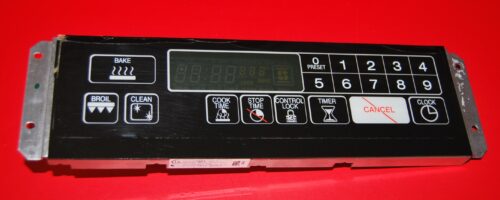 BAKE
0 1 2 3 4
PRESET
5 6 7 8 9
BROIL CLEAN COOK TIME STOP TIME CONTROL LOCK TIMER CANCEL CLOCK